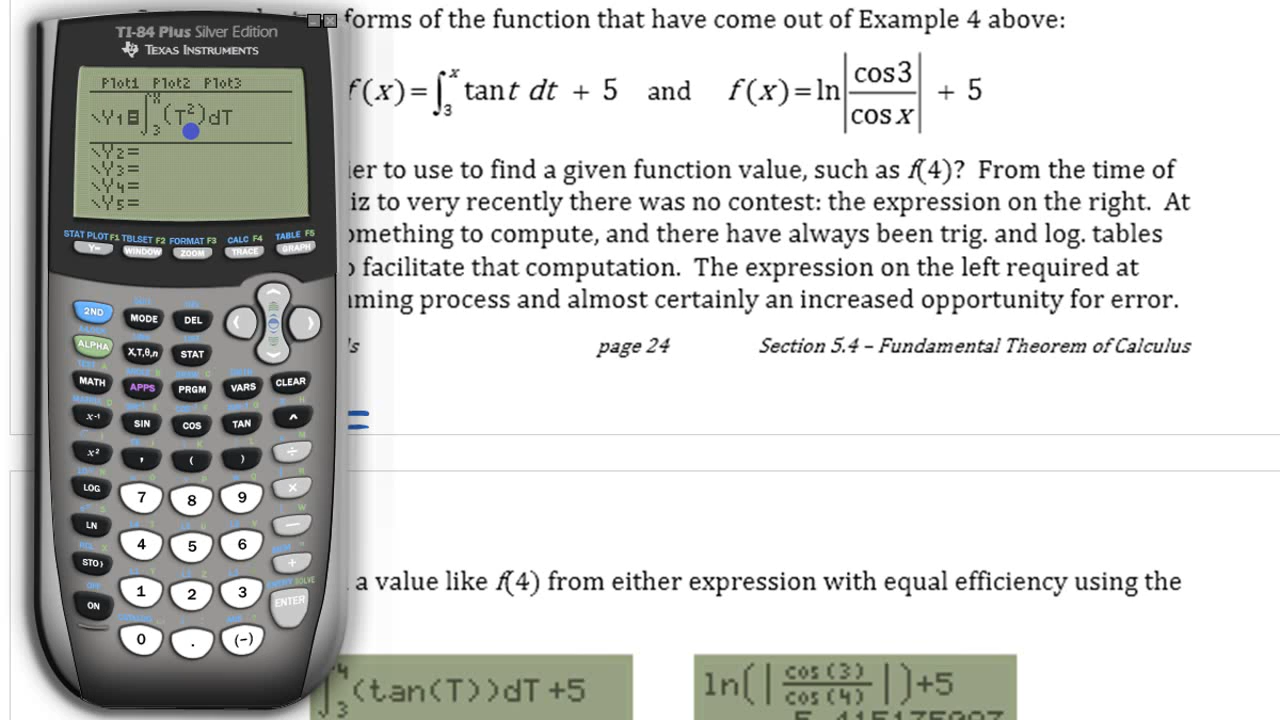 forms of the function that have come out of Example 4 above:
TI-84 Plus Silver Edition
TEXAS INSTRUMENTS
Plot1 Plot2 Plot3
\Y1=∫₃ˣ(T²)dT
\Y2=
\Y3=
\Y4=
\Y5=
f(x)=∫₃ˣ tan t dt + 5 and f(x)=ln|cos3/cos x| + 5
ier to use to find a given function value, such as f(4)? From the time of
iz to very recently there was no contest: the expression on the right. At
omething to compute, and there have always been trig. and log. tables
o facilitate that computation. The expression on the left required at
ming process and almost certainly an increased opportunity for error.
ls page 24 Section 5.4 – Fundamental Theorem of Calculus
STAT PLOT F1 TBLSET F2 FORMAT F3 CALC F4 TABLE F5
Y= WINDOW ZOOM TRACE GRAPH
2ND MODE DEL
ALPHA X,T,θ,n STAT
MATH APPS PRGM VARS CLEAR
x⁻¹ SIN COS TAN ^
x² , ( ) ÷
LOG 7 8 9 ×
LN 4 5 6 −
STO› 1 2 3 +
ON 0 . (−) ENTER
a value like f(4) from either expression with equal efficiency using the
∫₃⁴(tan(T))dT+5
ln(|cos(3)/cos(4)|)+5